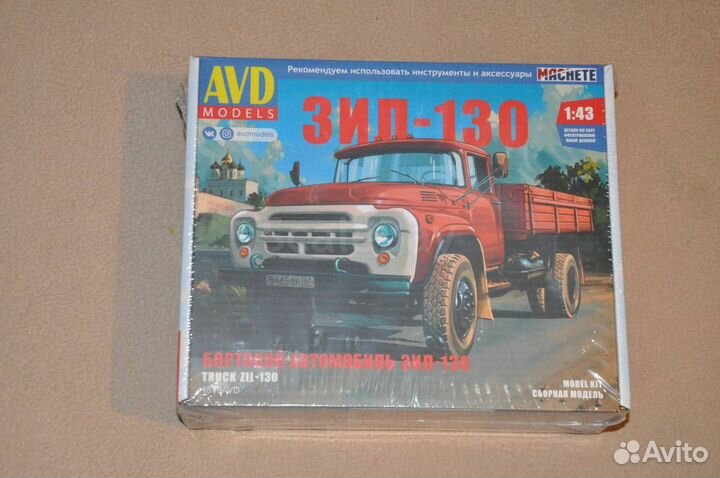 Рекомендуем использовать инструменты и аксессуары MACHETE
AVD
MODELS
avdmodels
ЗИЛ-130
1:43
БОРТОВОЙ АВТОМОБИЛЬ ЗИЛ-130
TRUCK ZIL-130
MODEL KIT
СБОРНАЯ МОДЕЛЬ
Avito